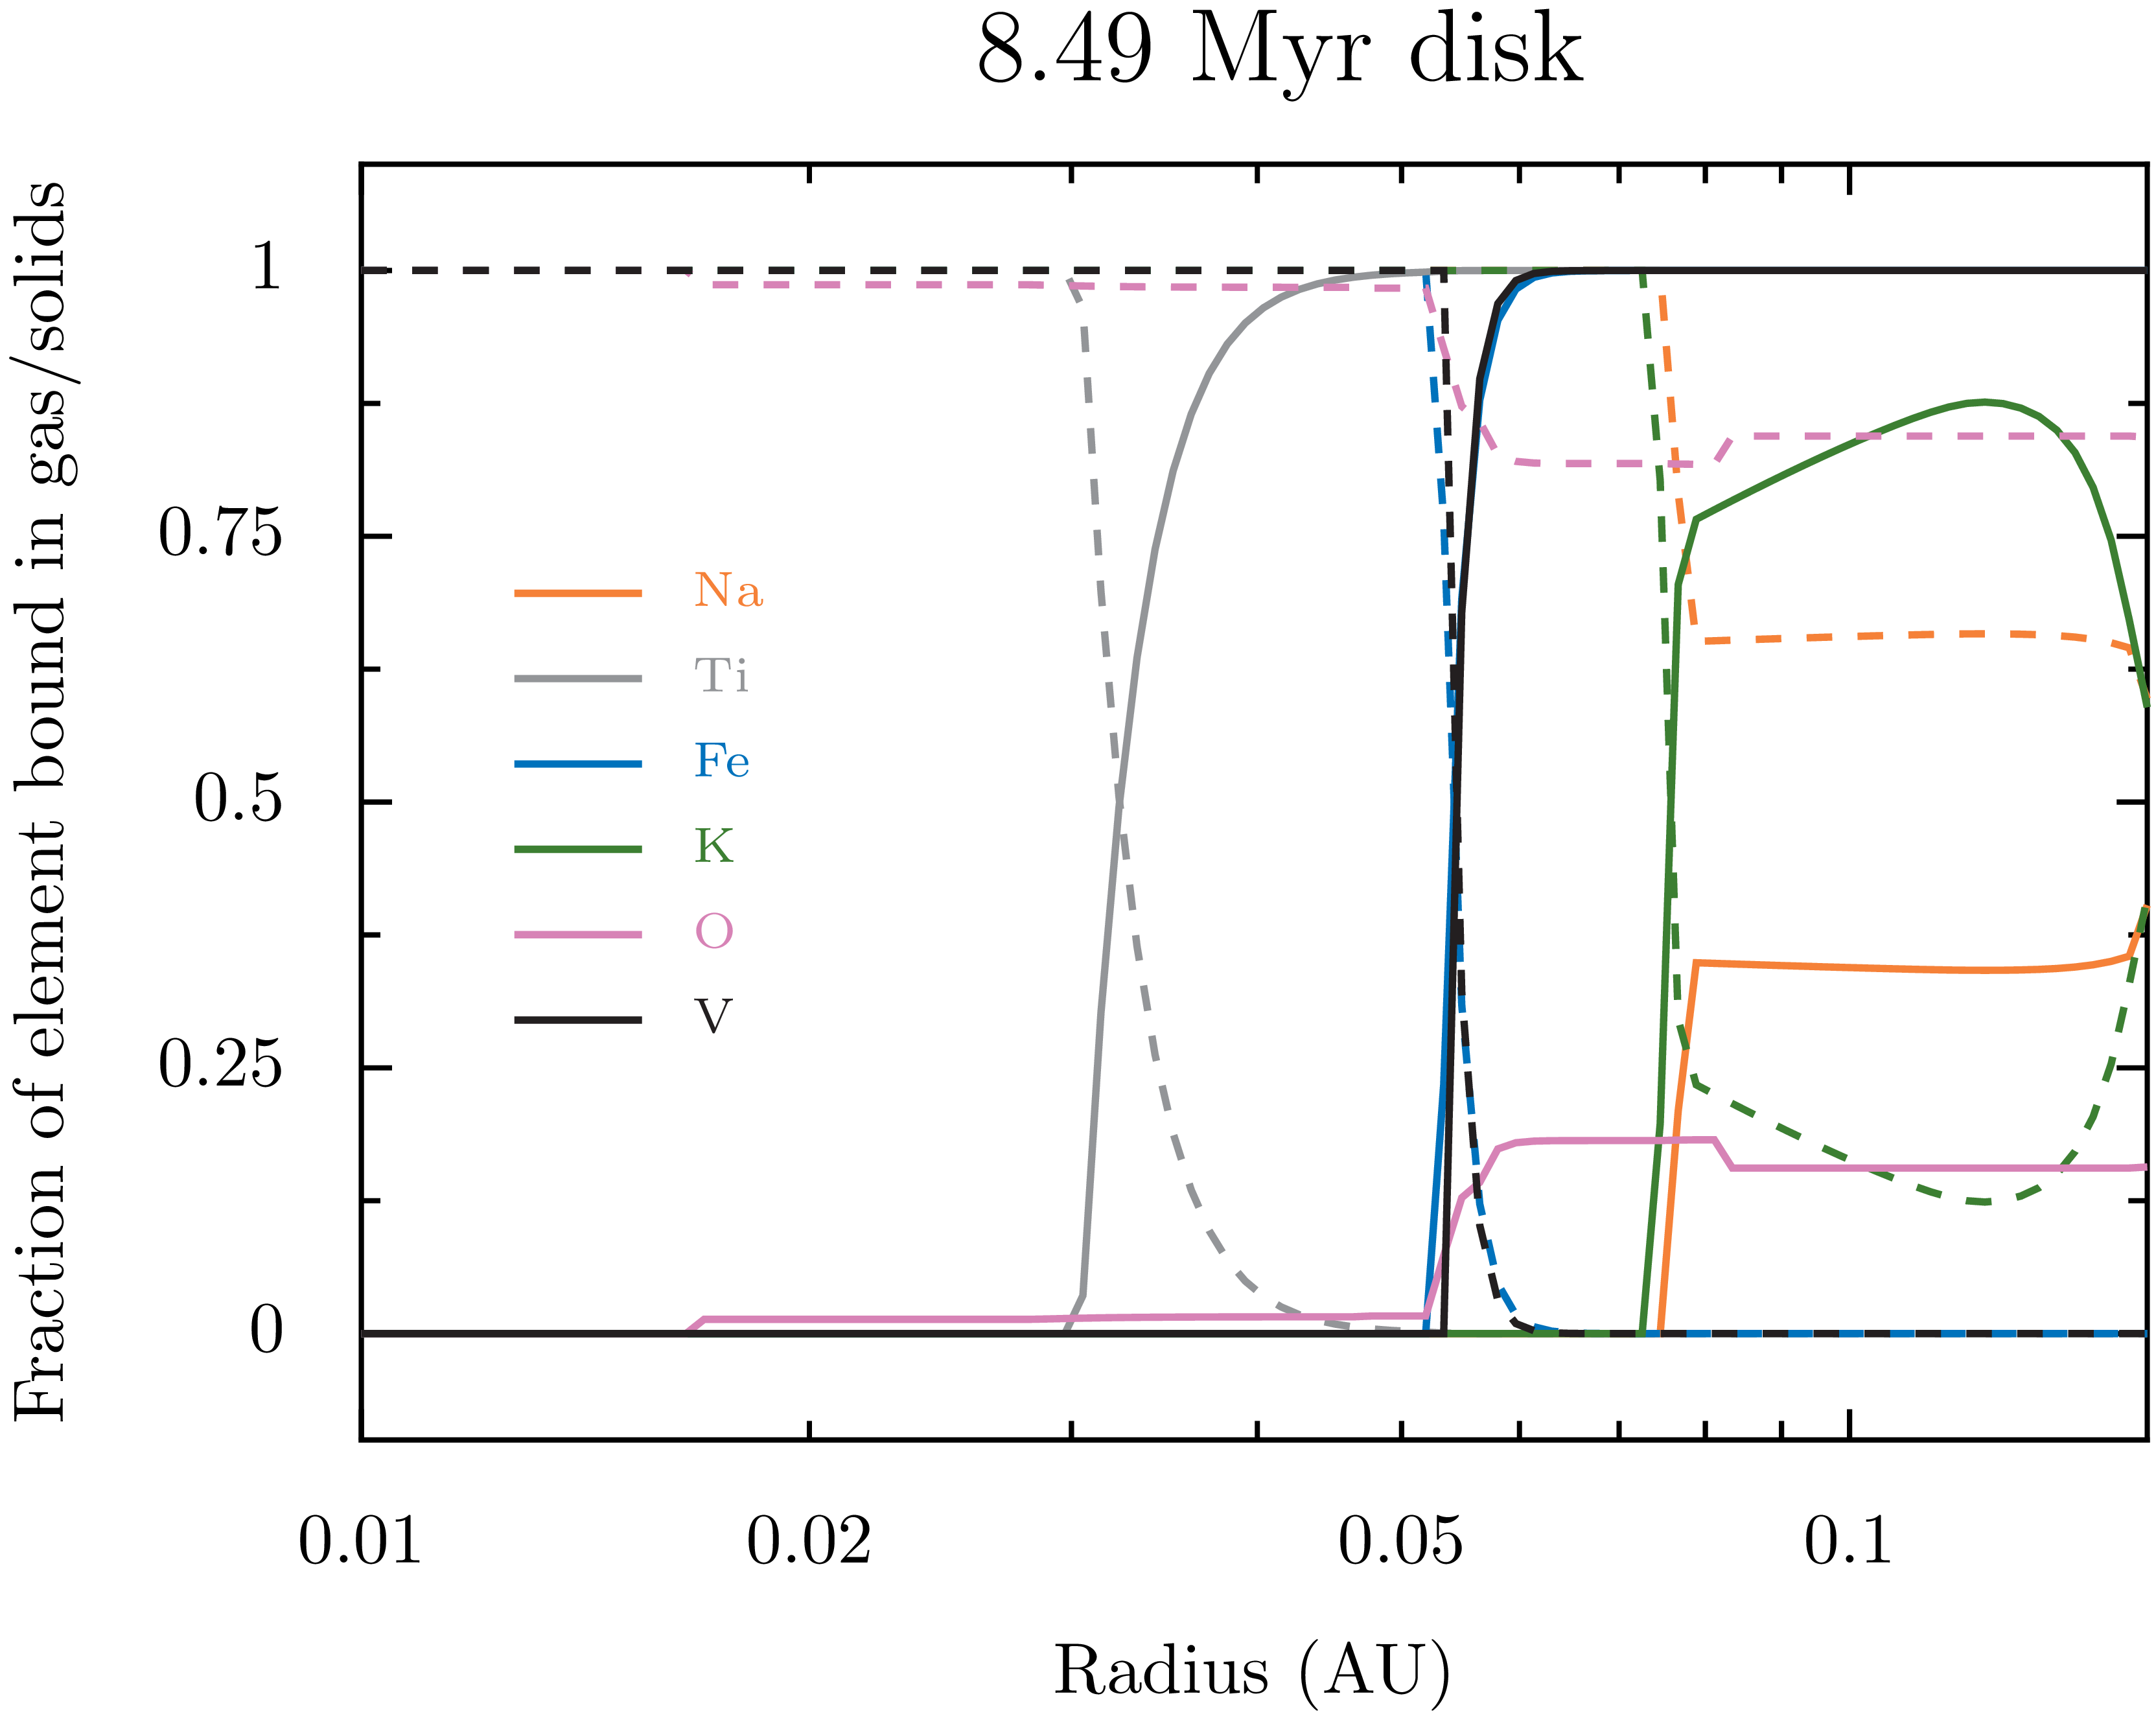 8.49 Myr disk
Fraction of element bound in gas/solids
1
0.75
0.5
0.25
0
Na
Ti
Fe
K
O
V
0.01 0.02 0.05 0.1
Radius (AU)